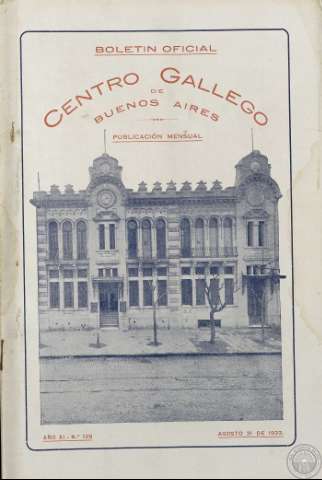 BOLETIN OFICIAL
CENTRO GALLEGO
DE
BUENOS AIRES
PUBLICACIÓN MENSUAL
AÑO XI - N.º 129
AGOSTO 31 DE 1923